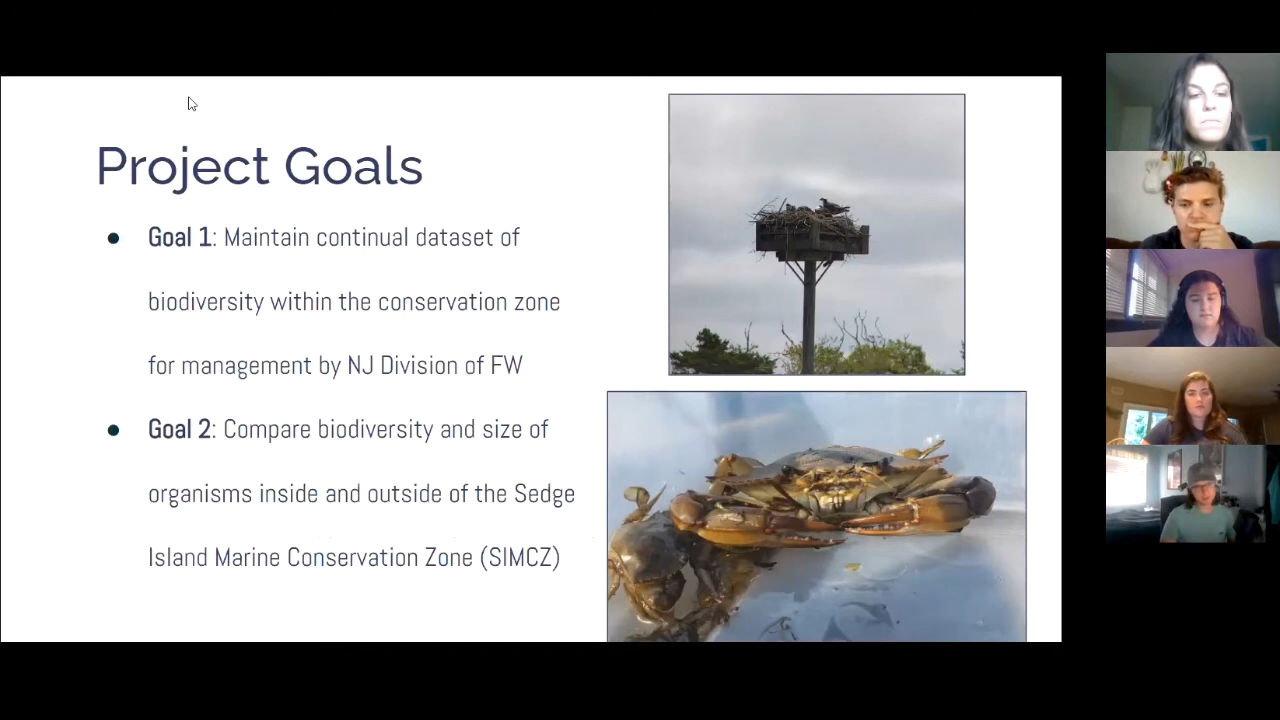 Project Goals
● Goal 1: Maintain continual dataset of
biodiversity within the conservation zone
for management by NJ Division of FW
● Goal 2: Compare biodiversity and size of
organisms inside and outside of the Sedge
Island Marine Conservation Zone (SIMCZ)